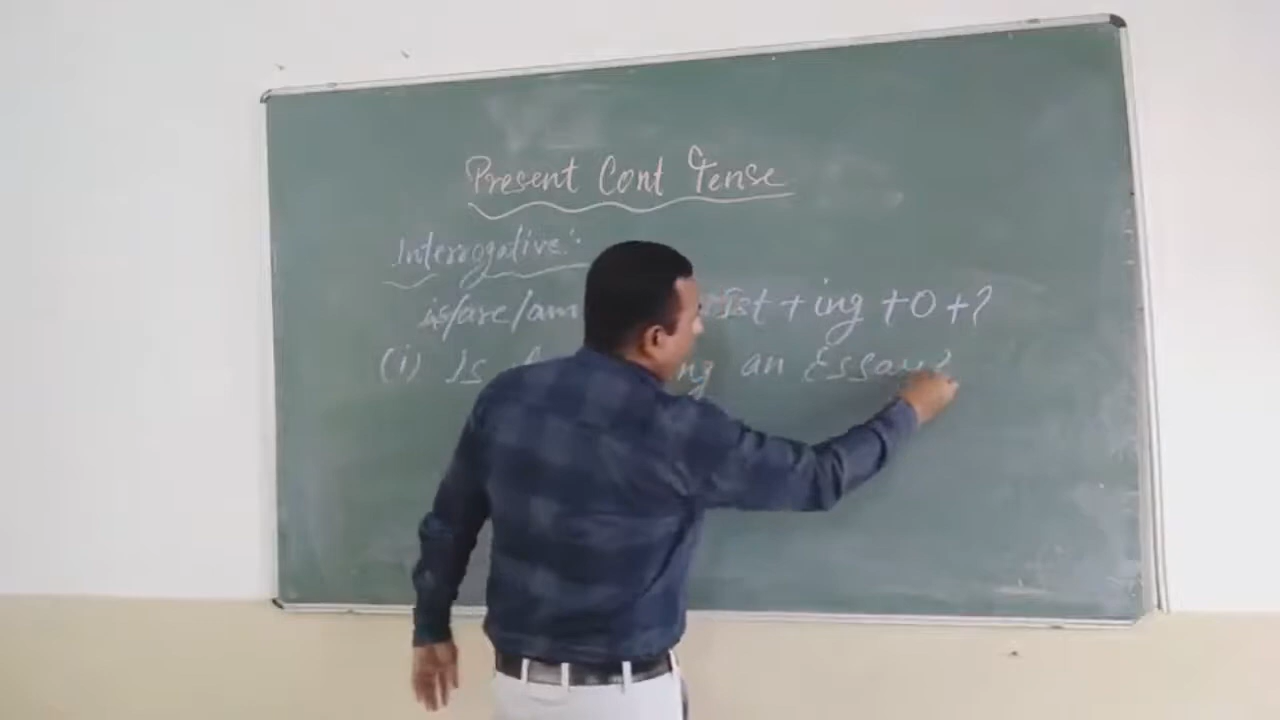 Present Cont Tense
Interrogative:
is/are/am Ist + ing + O + ?
(i) Is ng an Essay?